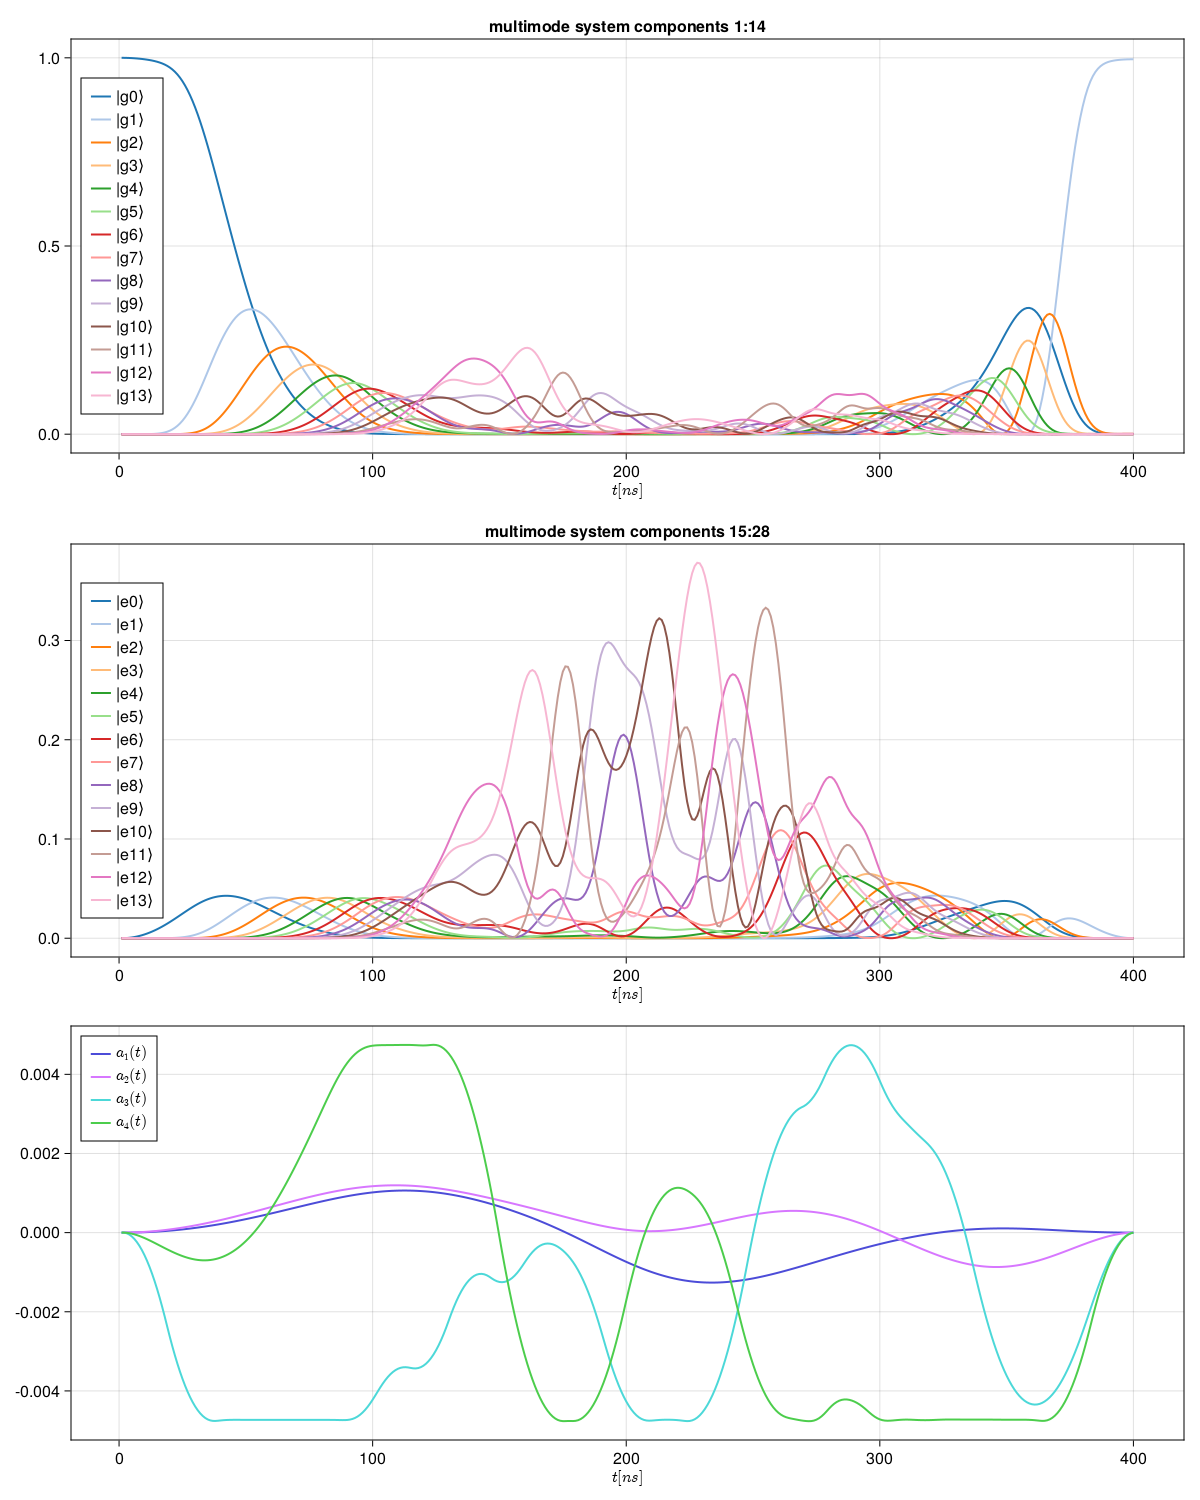 multimode system components 1:14
1.0
0.5
0.0
|g0⟩
|g1⟩
|g2⟩
|g3⟩
|g4⟩
|g5⟩
|g6⟩
|g7⟩
|g8⟩
|g9⟩
|g10⟩
|g11⟩
|g12⟩
|g13⟩
0 100 200 300 400
t[ns]
multimode system components 15:28
0.3
0.2
0.1
0.0
|e0⟩
|e1⟩
|e2⟩
|e3⟩
|e4⟩
|e5⟩
|e6⟩
|e7⟩
|e8⟩
|e9⟩
|e10⟩
|e11⟩
|e12⟩
|e13⟩
0 100 200 300 400
t[ns]
0.004
0.002
0.000
-0.002
-0.004
a₁(t)
a₂(t)
a₃(t)
a₄(t)
0 100 200 300 400
t[ns]